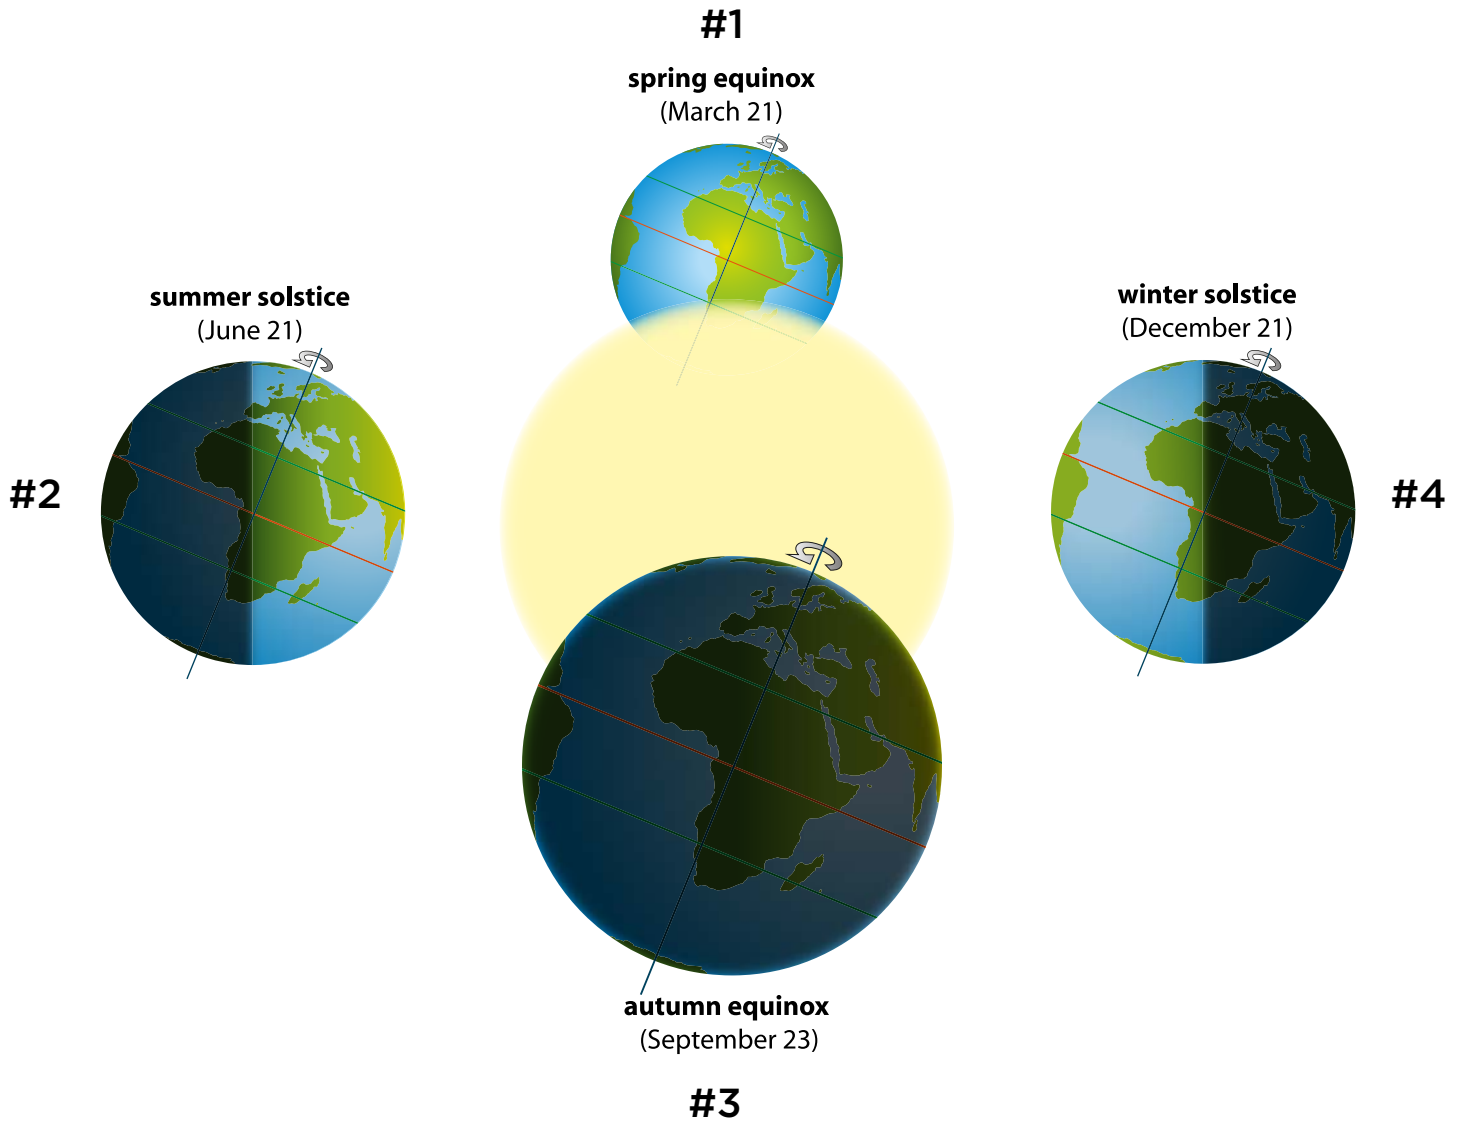 #1
spring equinox
(March 21)
summer solstice
(June 21)
#2
winter solstice
(December 21)
#4
autumn equinox
(September 23)
#3